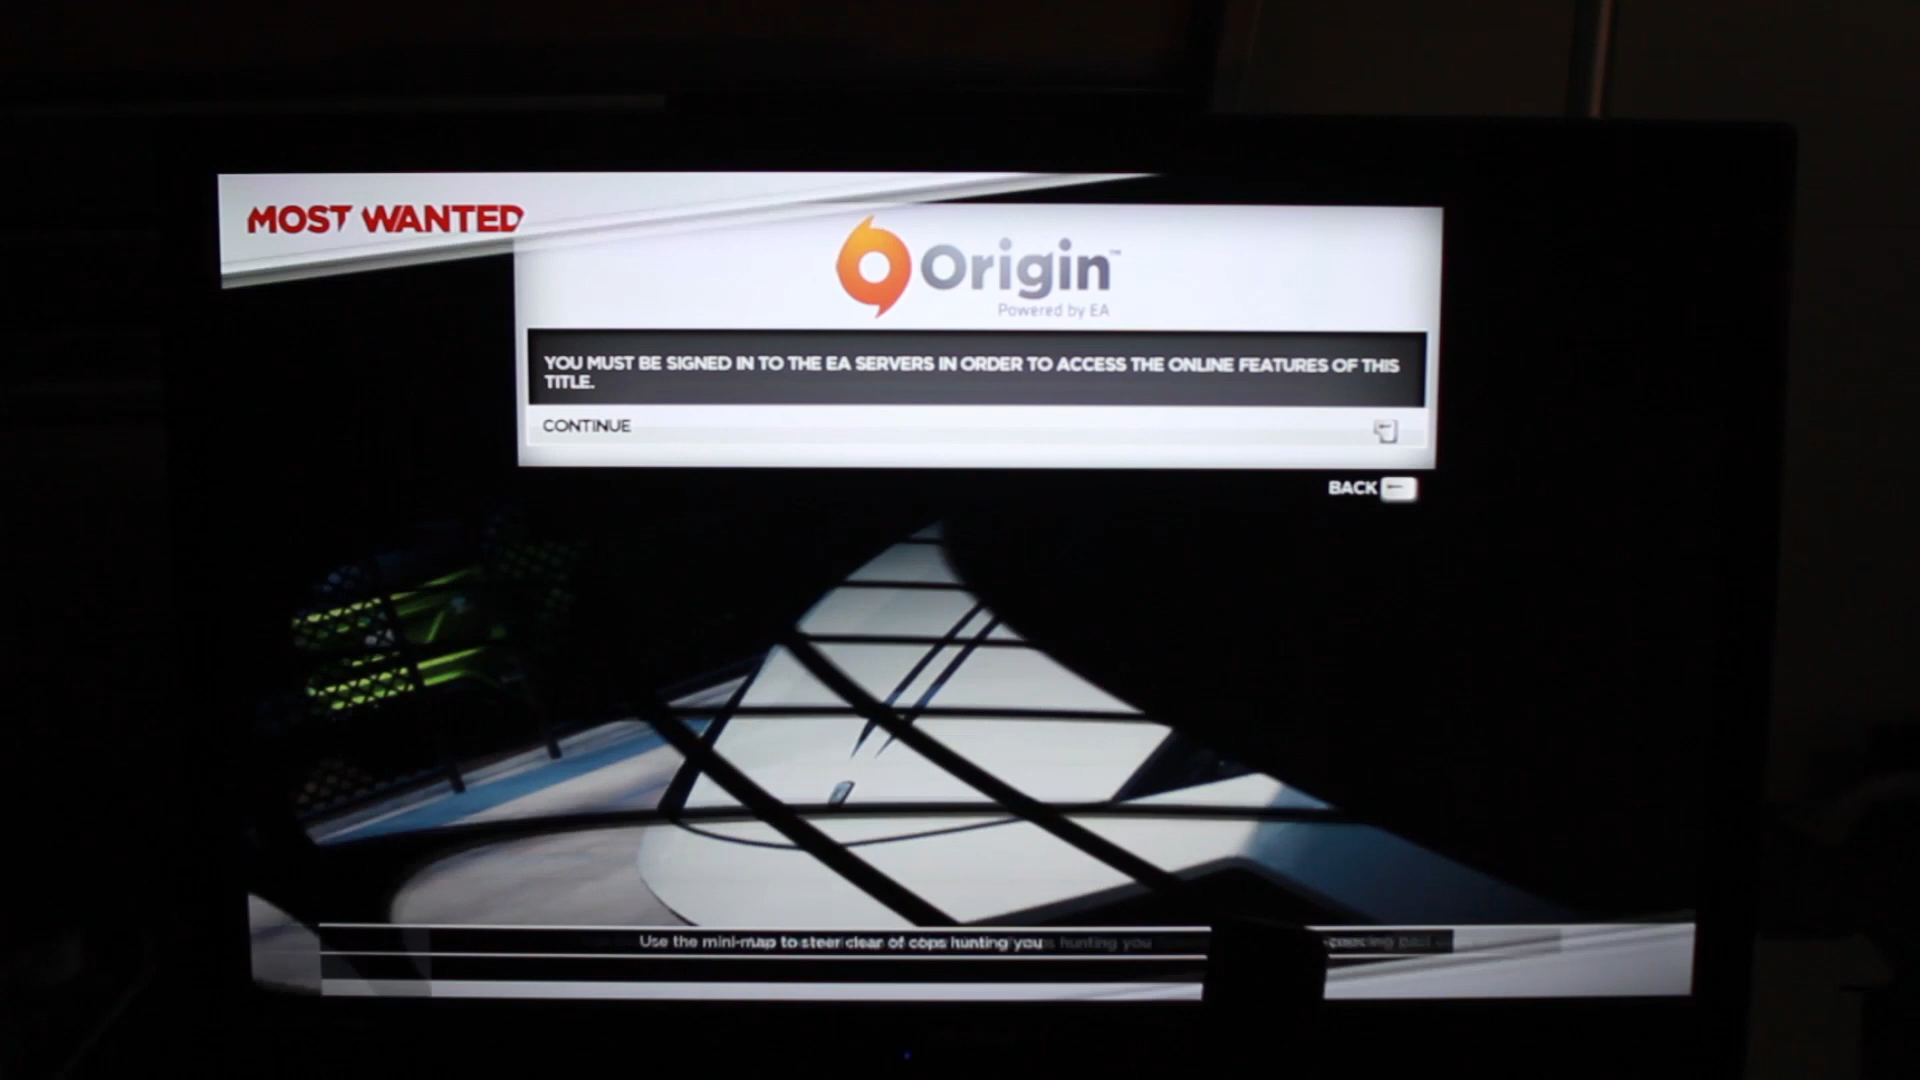 MOST WANTED
Origin™
Powered by EA
YOU MUST BE SIGNED IN TO THE EA SERVERS IN ORDER TO ACCESS THE ONLINE FEATURES OF THIS
TITLE.
CONTINUE
BACK
Use the mini-map to steer clear of cops hunting you